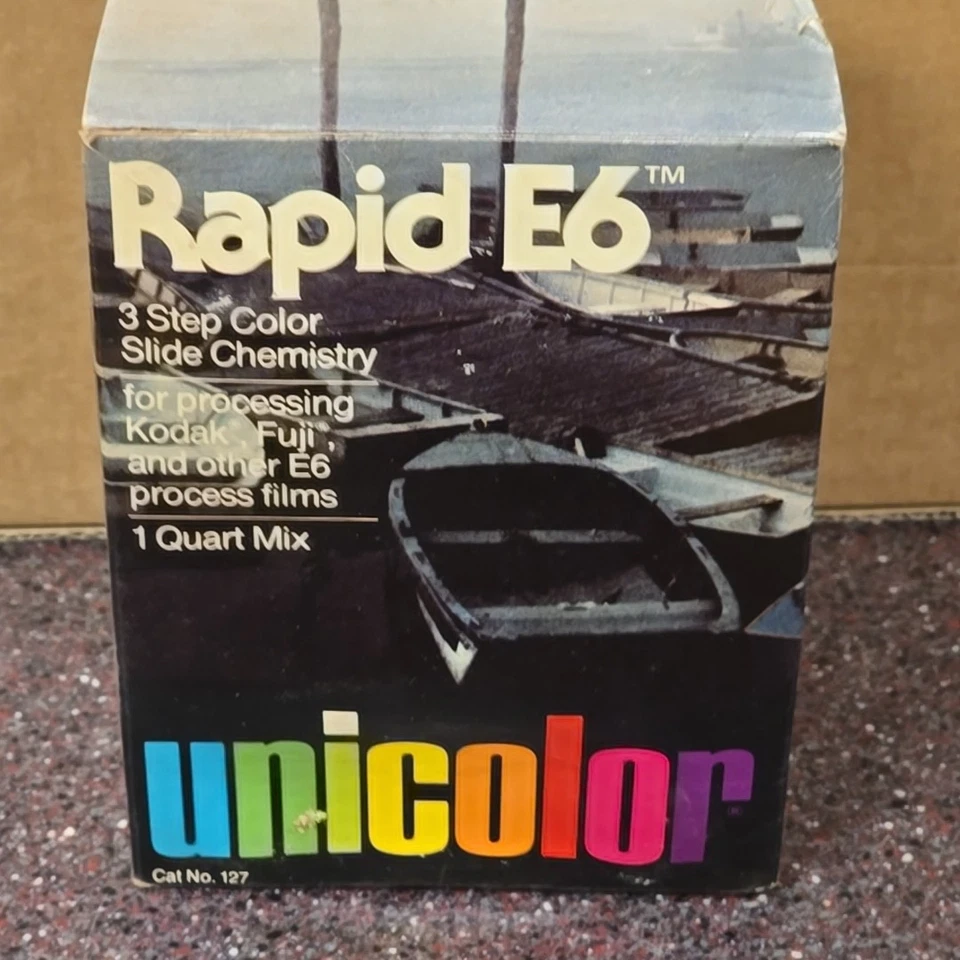 Rapid E6™
3 Step Color
Slide Chemistry
for processing
Kodak®, Fuji®,
and other E6
process films
1 Quart Mix
unicolor®
Cat No. 127